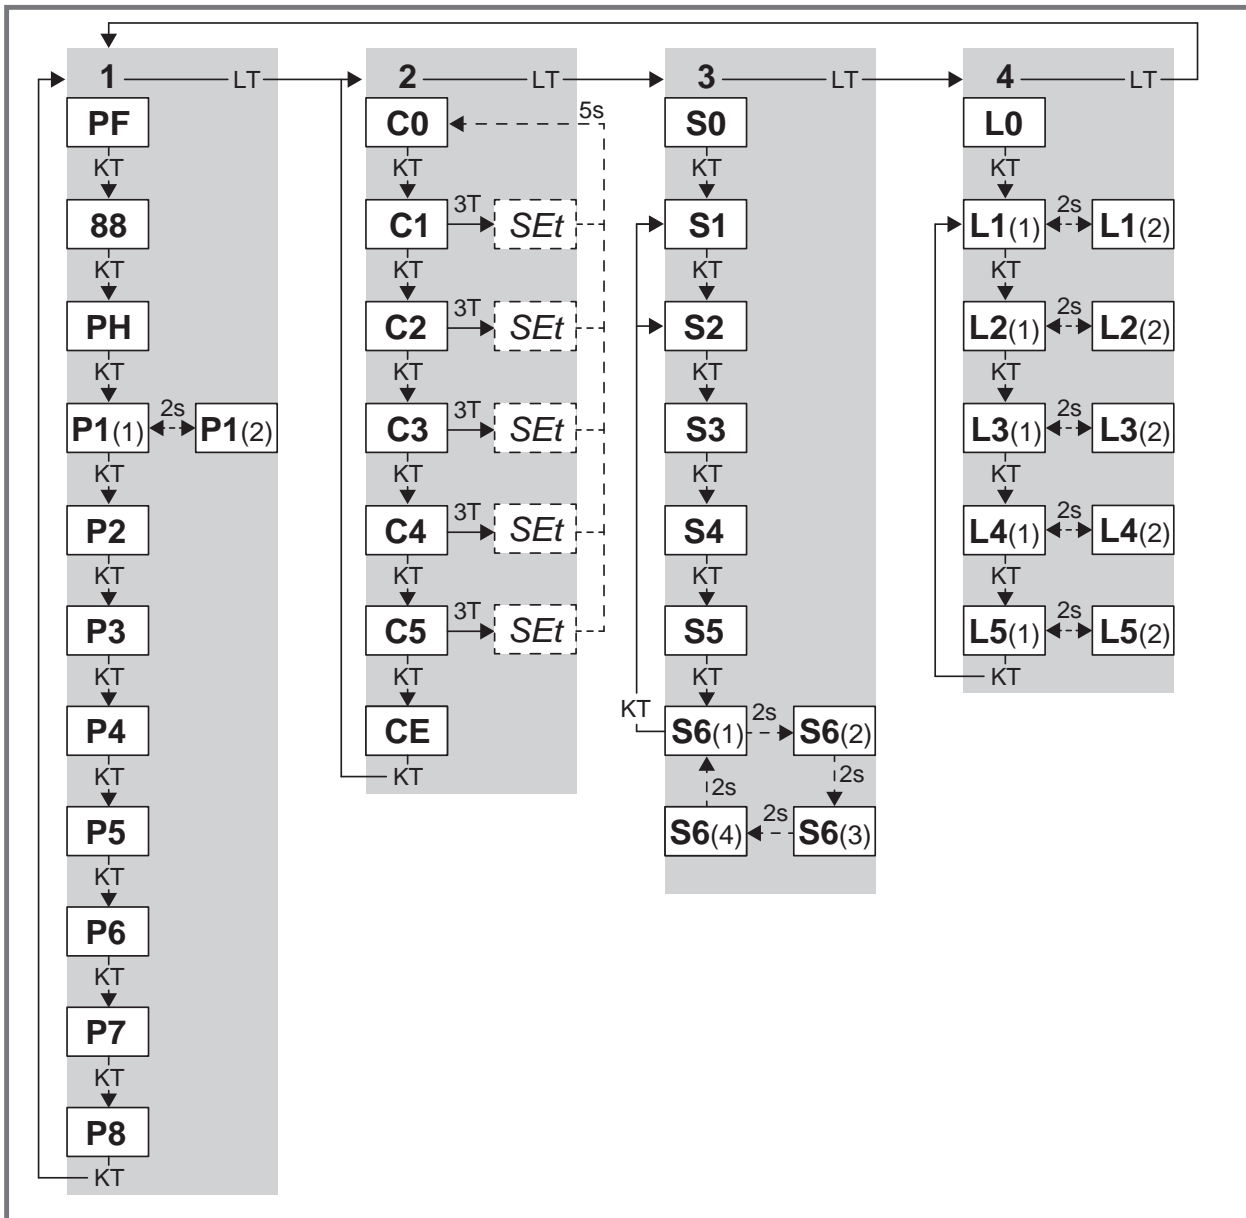 1 LT 2 LT 3 LT 4 LT
PF C0 5s S0 L0
KT KT KT KT
88 C1 3T SEt S1 L1(1) 2s L1(2)
KT KT KT KT
PH C2 3T SEt S2 L2(1) 2s L2(2)
KT KT KT KT
P1(1) 2s P1(2) C3 3T SEt S3 L3(1) 2s L3(2)
KT KT KT KT
P2 C4 3T SEt S4 L4(1) 2s L4(2)
KT KT KT KT
P3 C5 3T SEt S5 L5(1) 2s L5(2)
KT KT KT KT
P4 CE KT S6(1) 2s S6(2)
KT KT 2s 2s
P5 S6(4) 2s S6(3)
KT
P6
KT
P7
KT
P8
KT